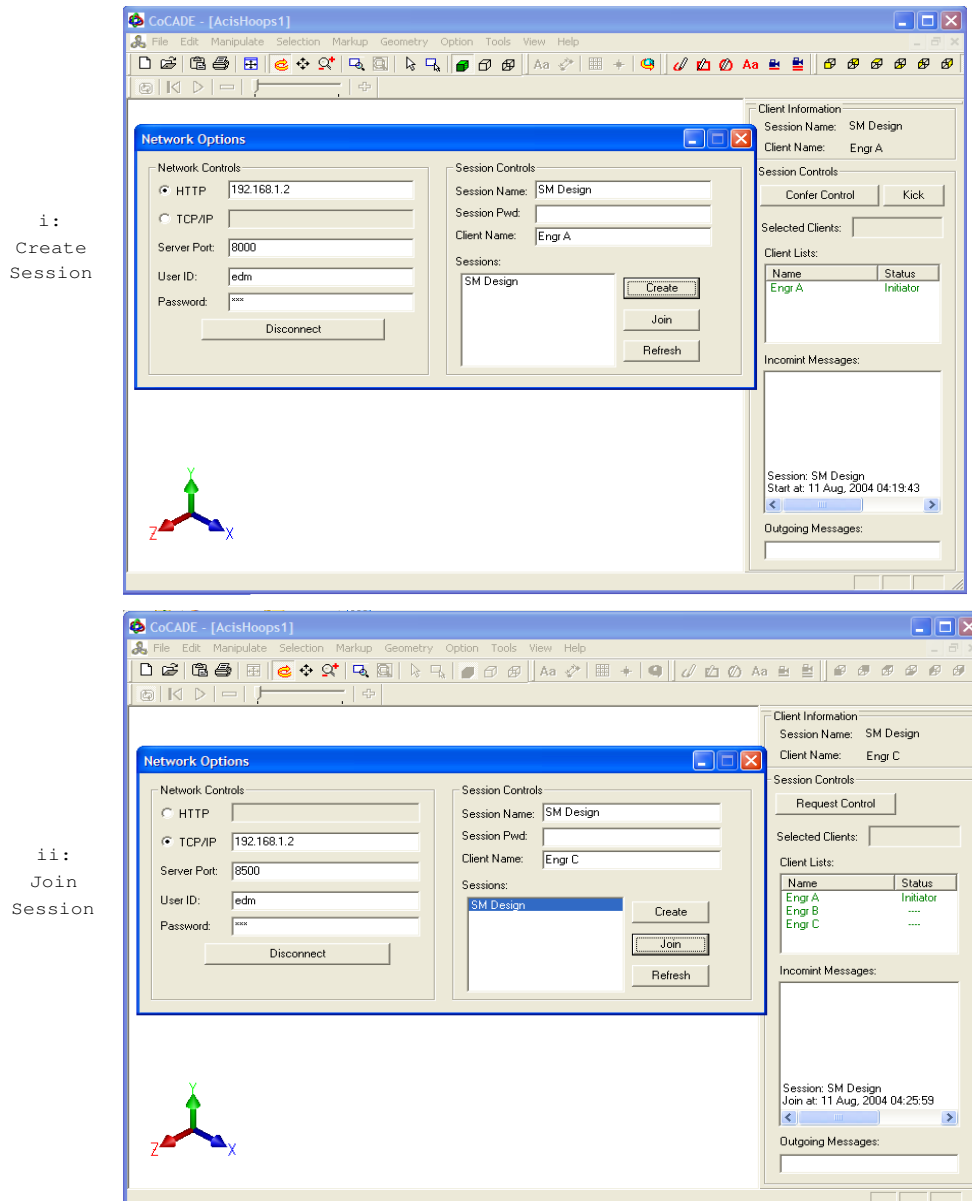 i:
Create
Session
CoCADE - [AcisHoops1]
File Edit Manipulate Selection Markup Geometry Option Tools View Help
Aa Aa
Network Options
Network Controls
HTTP 192.168.1.2
TCP/IP
Server Port: 8000
User ID: edm
Password: xxx
Disconnect
Session Controls
Session Name: SM Design
Session Pwd:
Client Name: Engr A
Sessions:
SM Design
Create
Join
Refresh
Client Information
Session Name: SM Design
Client Name: Engr A
Session Controls
Confer Control Kick
Selected Clients:
Client Lists:
Name Status
Engr A Initiator
Incomint Messages:
Session: SM Design
Start at: 11 Aug, 2004 04:19:43
Outgoing Messages:
Y
Z X
ii:
Join
Session
CoCADE - [AcisHoops1]
File Edit Manipulate Selection Markup Geometry Option Tools View Help
Aa Aa
Network Options
Network Controls
HTTP
TCP/IP 192.168.1.2
Server Port: 8500
User ID: edm
Password: xxx
Disconnect
Session Controls
Session Name: SM Design
Session Pwd:
Client Name: Engr C
Sessions:
SM Design
Create
Join
Refresh
Client Information
Session Name: SM Design
Client Name: Engr C
Session Controls
Request Control
Selected Clients:
Client Lists:
Name Status
Engr A Initiator
Engr B ----
Engr C ----
Incomint Messages:
Session: SM Design
Join at: 11 Aug, 2004 04:25:59
Outgoing Messages:
Y
Z X